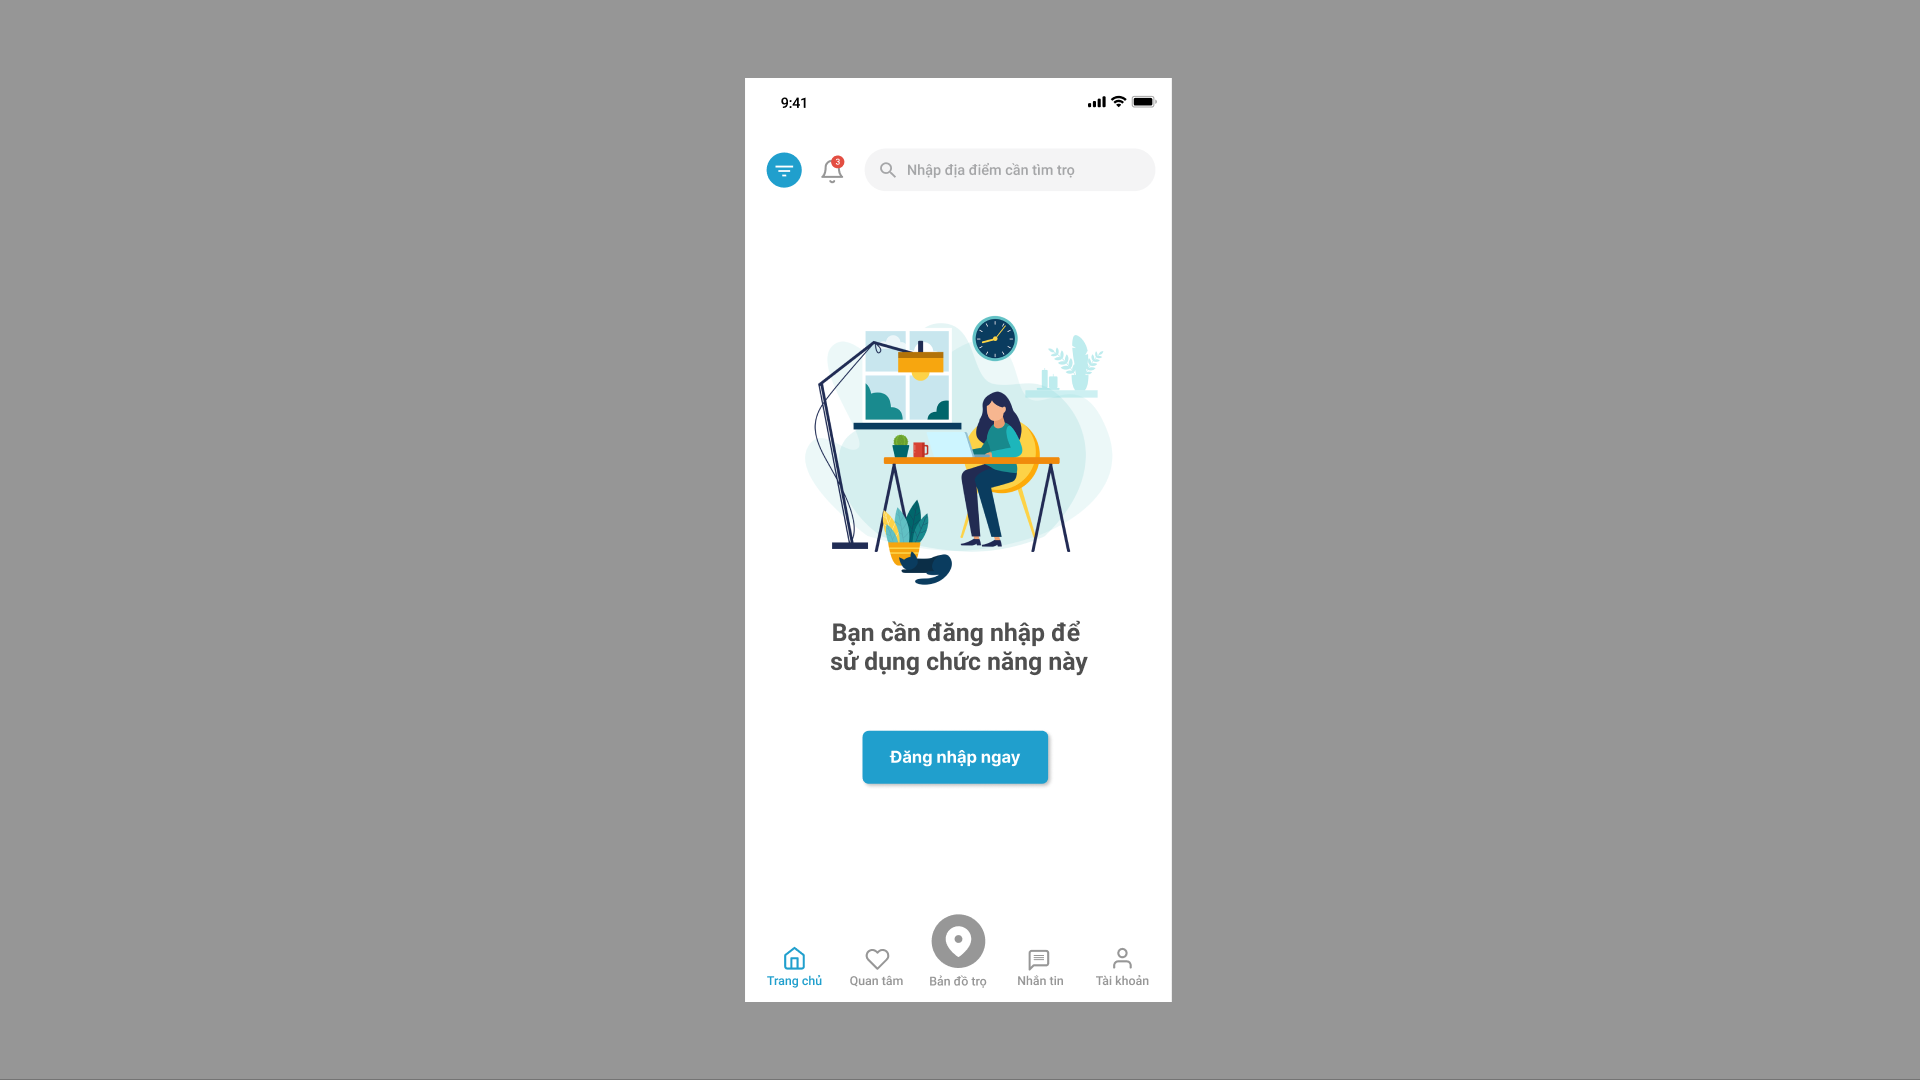 9:41
3
Nhập địa điểm cần tìm trọ
Bạn cần đăng nhập để
sử dụng chức năng này
Đăng nhập ngay
Trang chủ
Quan tâm
Bản đồ trọ
Nhắn tin
Tài khoản